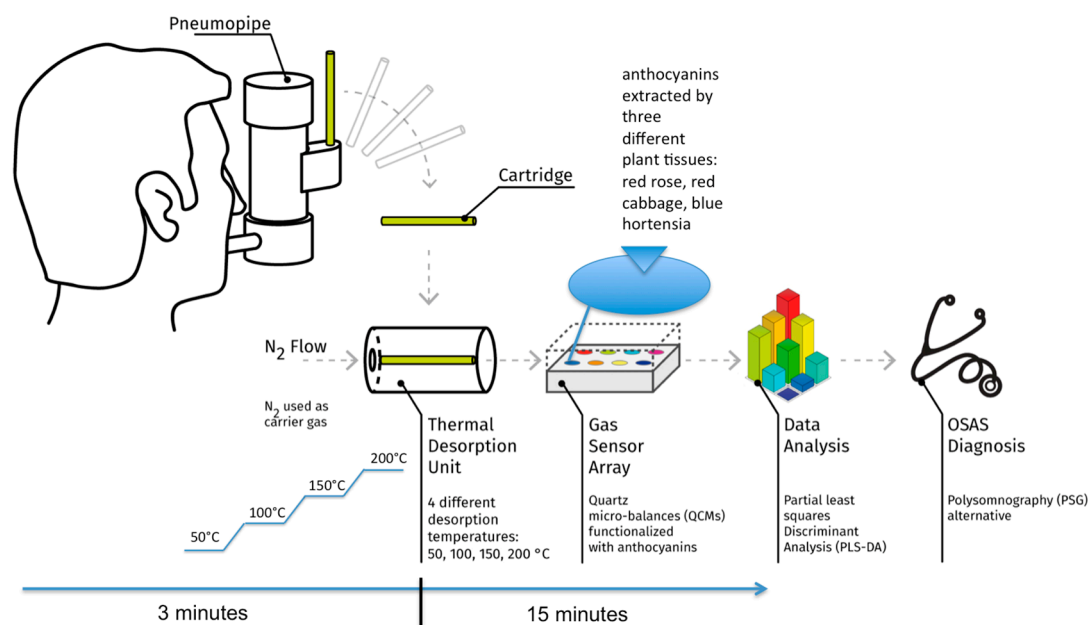 Pneumopipe
anthocyanins
extracted by
three
different
plant tissues:
red rose, red
cabbage, blue
hortensia
Cartridge
N2 Flow
N2 used as
carrier gas
Thermal
Desorption
Unit
4 different
desorption
temperatures:
50, 100, 150, 200 °C
Gas
Sensor
Array
Quartz
micro-balances (QCMs)
functionalized
with anthocyanins
Data
Analysis
Partial least
squares
Discriminant
Analysis (PLS-DA)
OSAS
Diagnosis
Polysomnography (PSG)
alternative
50°C
100°C
150°C
200°C
3 minutes
15 minutes